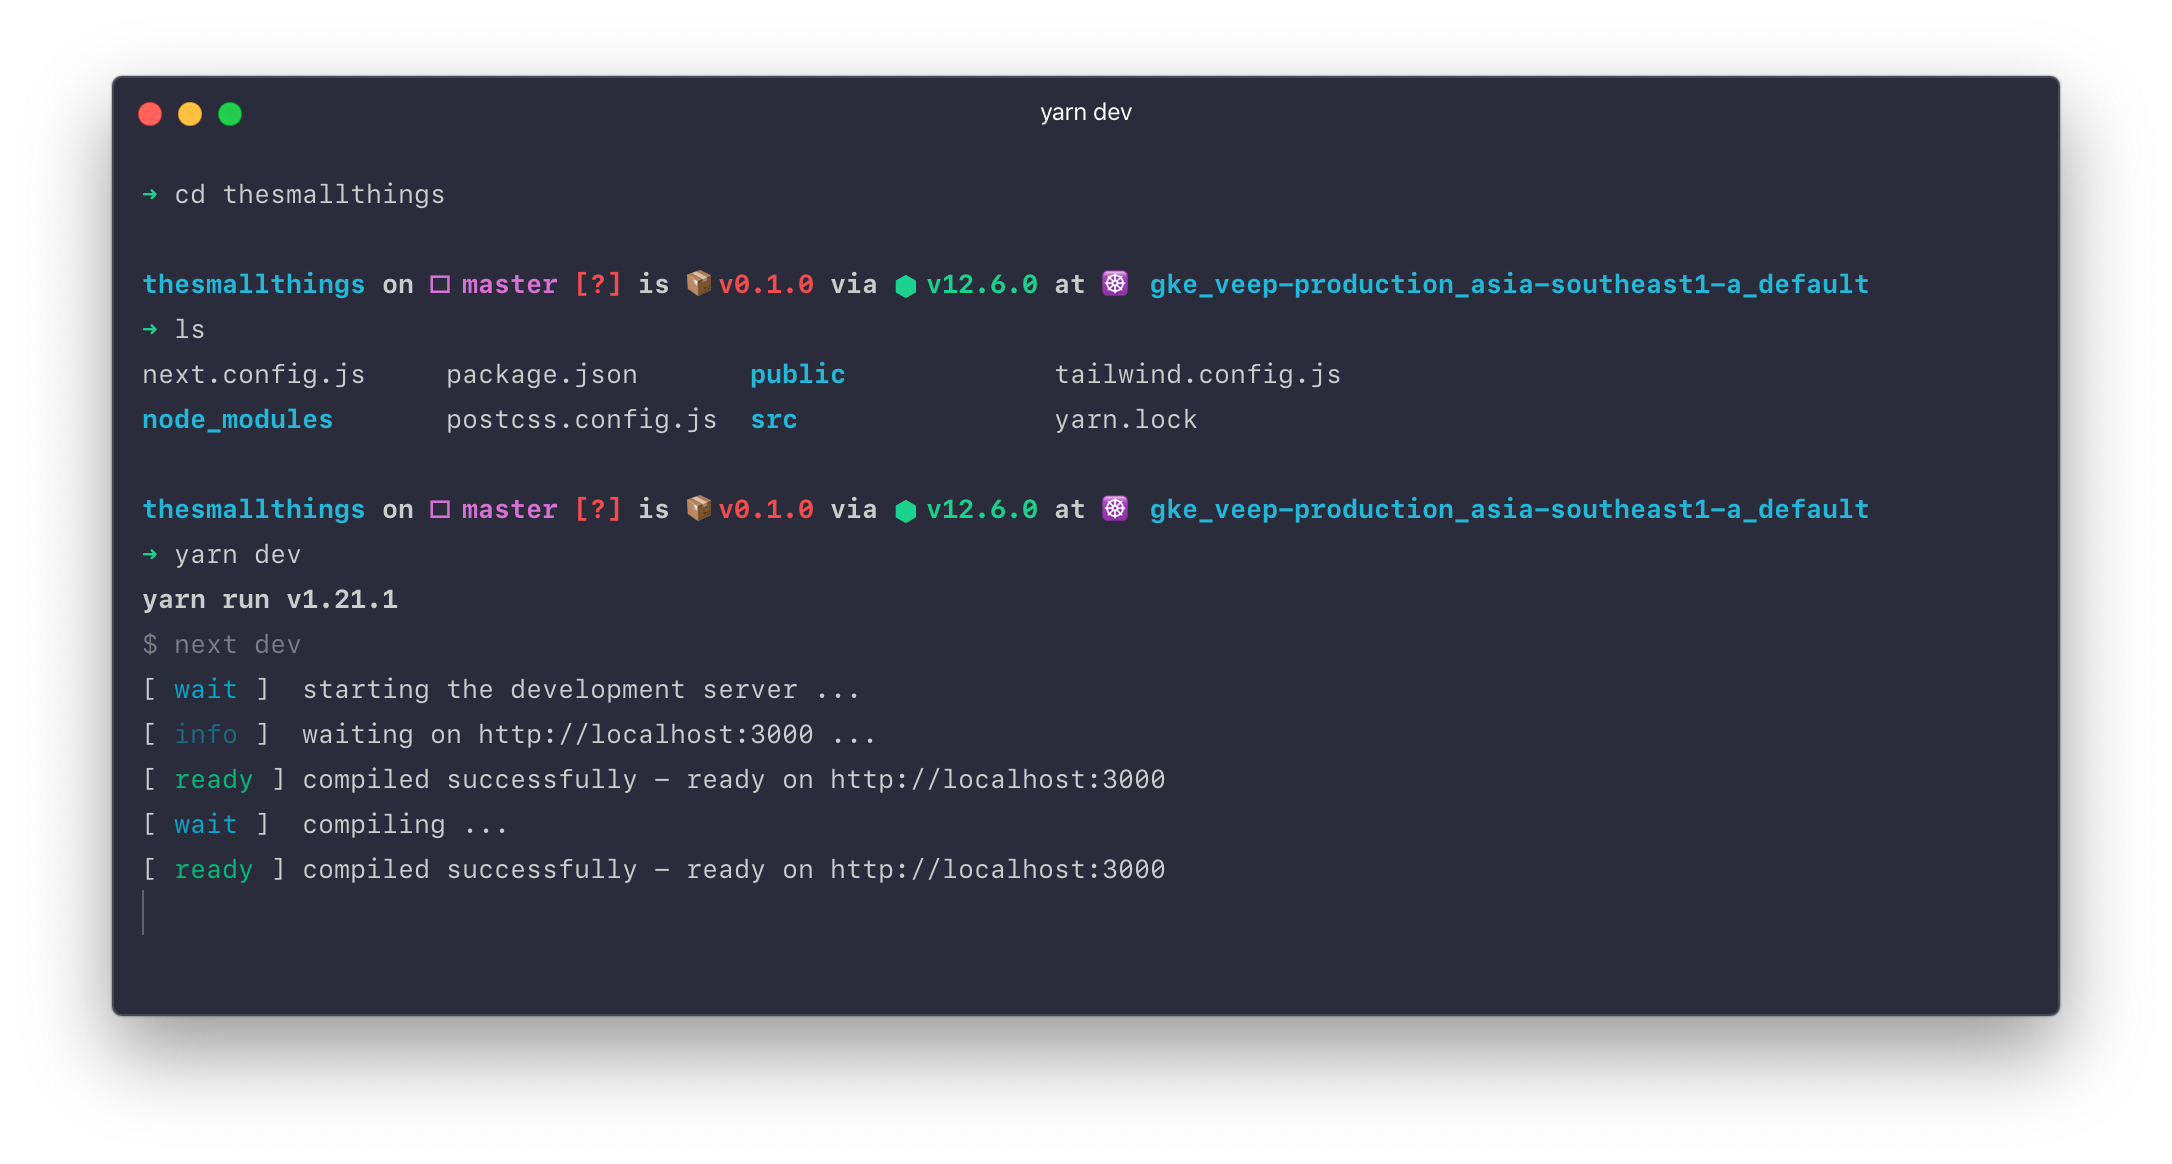 yarn dev
➜ cd thesmallthings
thesmallthings on □ master [?] is 📦 v0.1.0 via ⬢ v12.6.0 at ☸ gke_veep-production_asia-southeast1-a_default
➜ ls
next.config.js package.json public tailwind.config.js
node_modules postcss.config.js src yarn.lock
thesmallthings on □ master [?] is 📦 v0.1.0 via ⬢ v12.6.0 at ☸ gke_veep-production_asia-southeast1-a_default
➜ yarn dev
yarn run v1.21.1
$ next dev
[ wait ]  starting the development server ...
[ info ]  waiting on http://localhost:3000 ...
[ ready ] compiled successfully - ready on http://localhost:3000
[ wait ]  compiling ...
[ ready ] compiled successfully - ready on http://localhost:3000